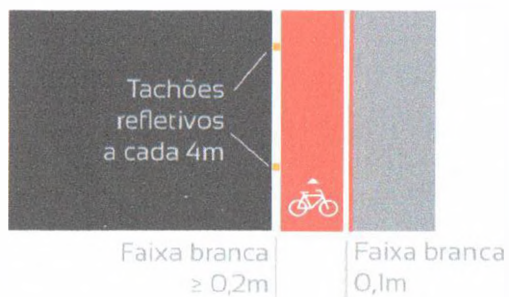 Tachões
refletivos
a cada 4m
Faixa branca
≥ 0,2m
Faixa branca
0,1m